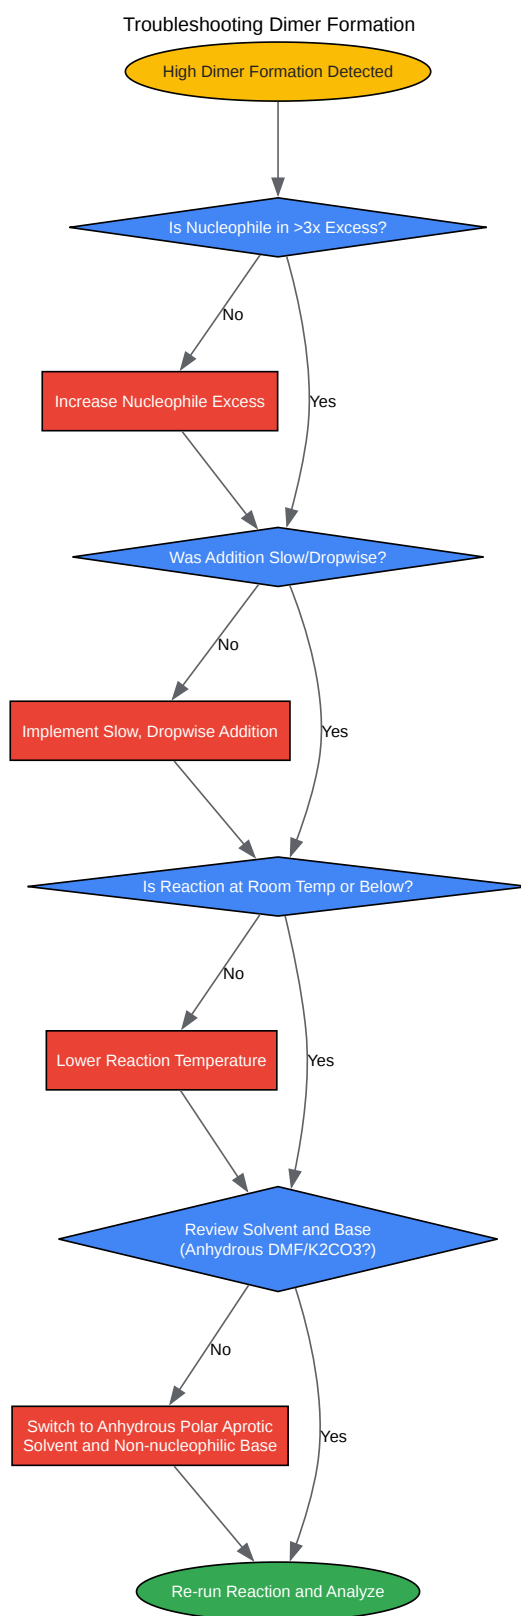 Troubleshooting Dimer Formation
High Dimer Formation Detected
Is Nucleophile in >3x Excess?
No
Increase Nucleophile Excess
Yes
Was Addition Slow/Dropwise?
No
Implement Slow, Dropwise Addition
Yes
Is Reaction at Room Temp or Below?
No
Lower Reaction Temperature
Yes
Review Solvent and Base
(Anhydrous DMF/K2CO3?)
No
Switch to Anhydrous Polar Aprotic
Solvent and Non-nucleophilic Base
Yes
Re-run Reaction and Analyze